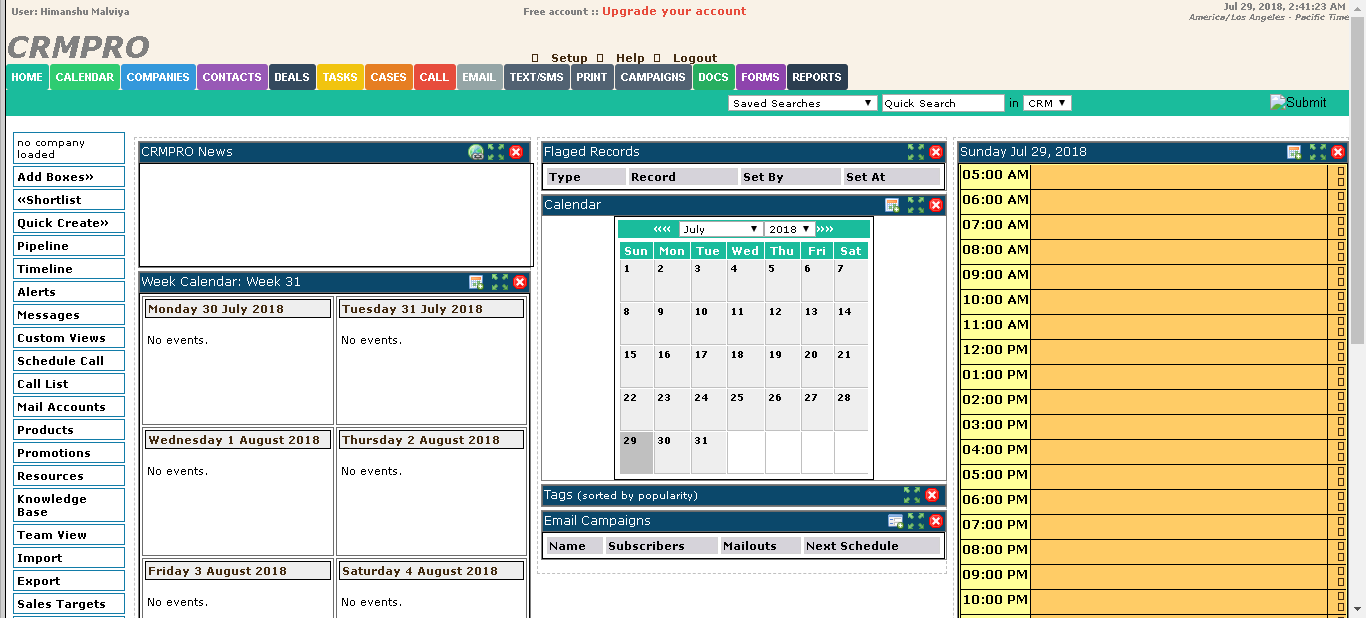 User: Himanshu Malviya
Free account :: Upgrade your account
Jul 29, 2018, 2:41:23 AM
America/Los Angeles - Pacific Time
CRMPRO
Setup Help Logout
HOME CALENDAR COMPANIES CONTACTS DEALS TASKS CASES CALL EMAIL TEXT/SMS PRINT CAMPAIGNS DOCS FORMS REPORTS
Saved Searches Quick Search in CRM Submit
no company
loaded
Add Boxes»
«Shortlist
Quick Create»
Pipeline
Timeline
Alerts
Messages
Custom Views
Schedule Call
Call List
Mail Accounts
Products
Promotions
Resources
Knowledge
Base
Team View
Import
Export
Sales Targets
CRMPRO News
Week Calendar: Week 31
Monday 30 July 2018 Tuesday 31 July 2018
No events. No events.
Wednesday 1 August 2018 Thursday 2 August 2018
No events. No events.
Friday 3 August 2018 Saturday 4 August 2018
No events. No events.
Flaged Records
Type Record Set By Set At
Calendar
«« July 2018 »»
Sun Mon Tue Wed Thu Fri Sat
1 2 3 4 5 6 7
8 9 10 11 12 13 14
15 16 17 18 19 20 21
22 23 24 25 26 27 28
29 30 31
Tags (sorted by popularity)
Email Campaigns
Name Subscribers Mailouts Next Schedule
Sunday Jul 29, 2018
05:00 AM
06:00 AM
07:00 AM
08:00 AM
09:00 AM
10:00 AM
11:00 AM
12:00 PM
01:00 PM
02:00 PM
03:00 PM
04:00 PM
05:00 PM
06:00 PM
07:00 PM
08:00 PM
09:00 PM
10:00 PM